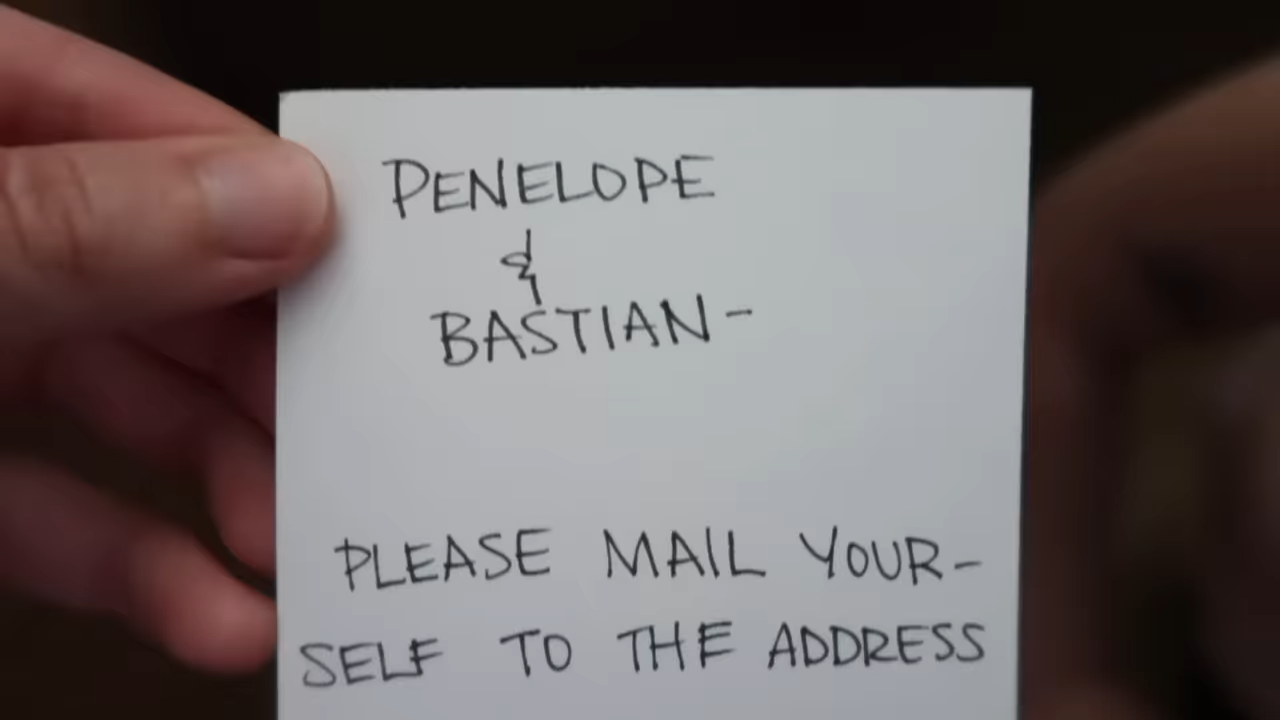 PENELOPE
&
BASTIAN-
PLEASE MAIL YOUR-
SELF TO THE ADDRESS